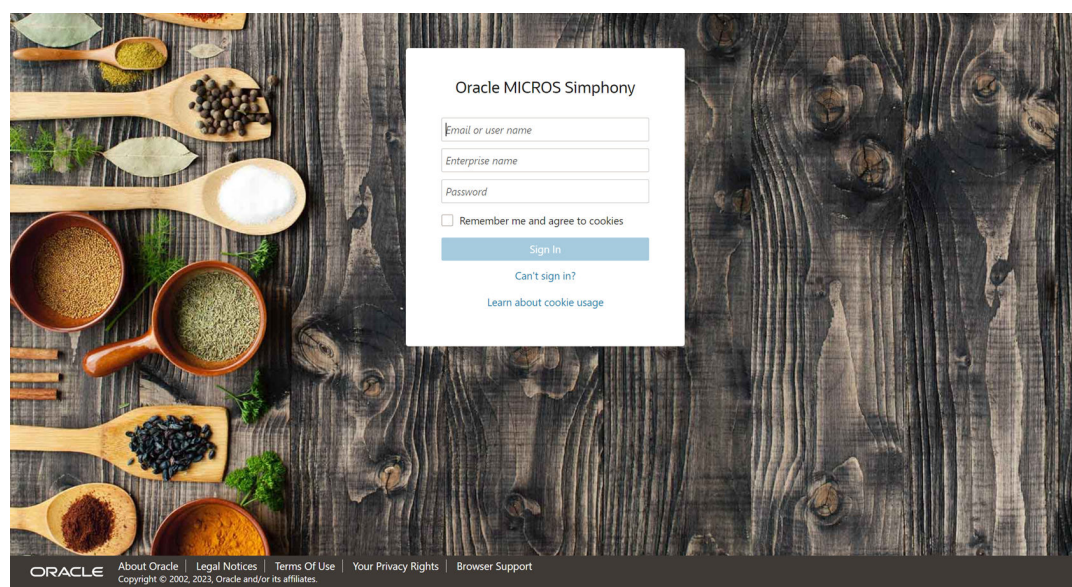 Oracle MICROS Simphony
Email or user name
Enterprise name
Password
Remember me and agree to cookies
Sign In
Can't sign in?
Learn about cookie usage
ORACLE
About Oracle | Legal Notices | Terms Of Use | Your Privacy Rights | Browser Support
Copyright © 2002, 2023, Oracle and/or its affiliates.